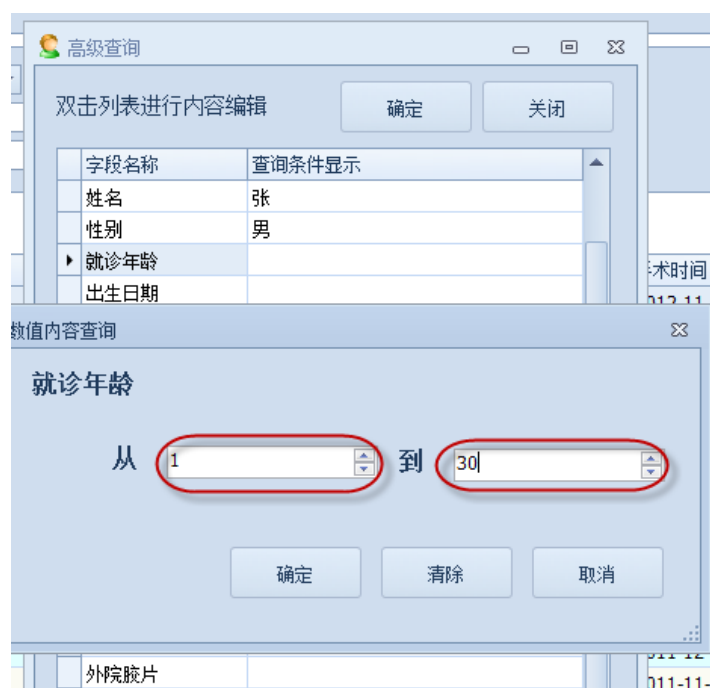 高级查询
双击列表进行内容编辑 确定 关闭
字段名称 查询条件显示
姓名 张
性别 男
就诊年龄
术时间
出生日期
数值内容查询
就诊年龄
从 1 到 30
确定 清除 取消
外院胶片
011-11-